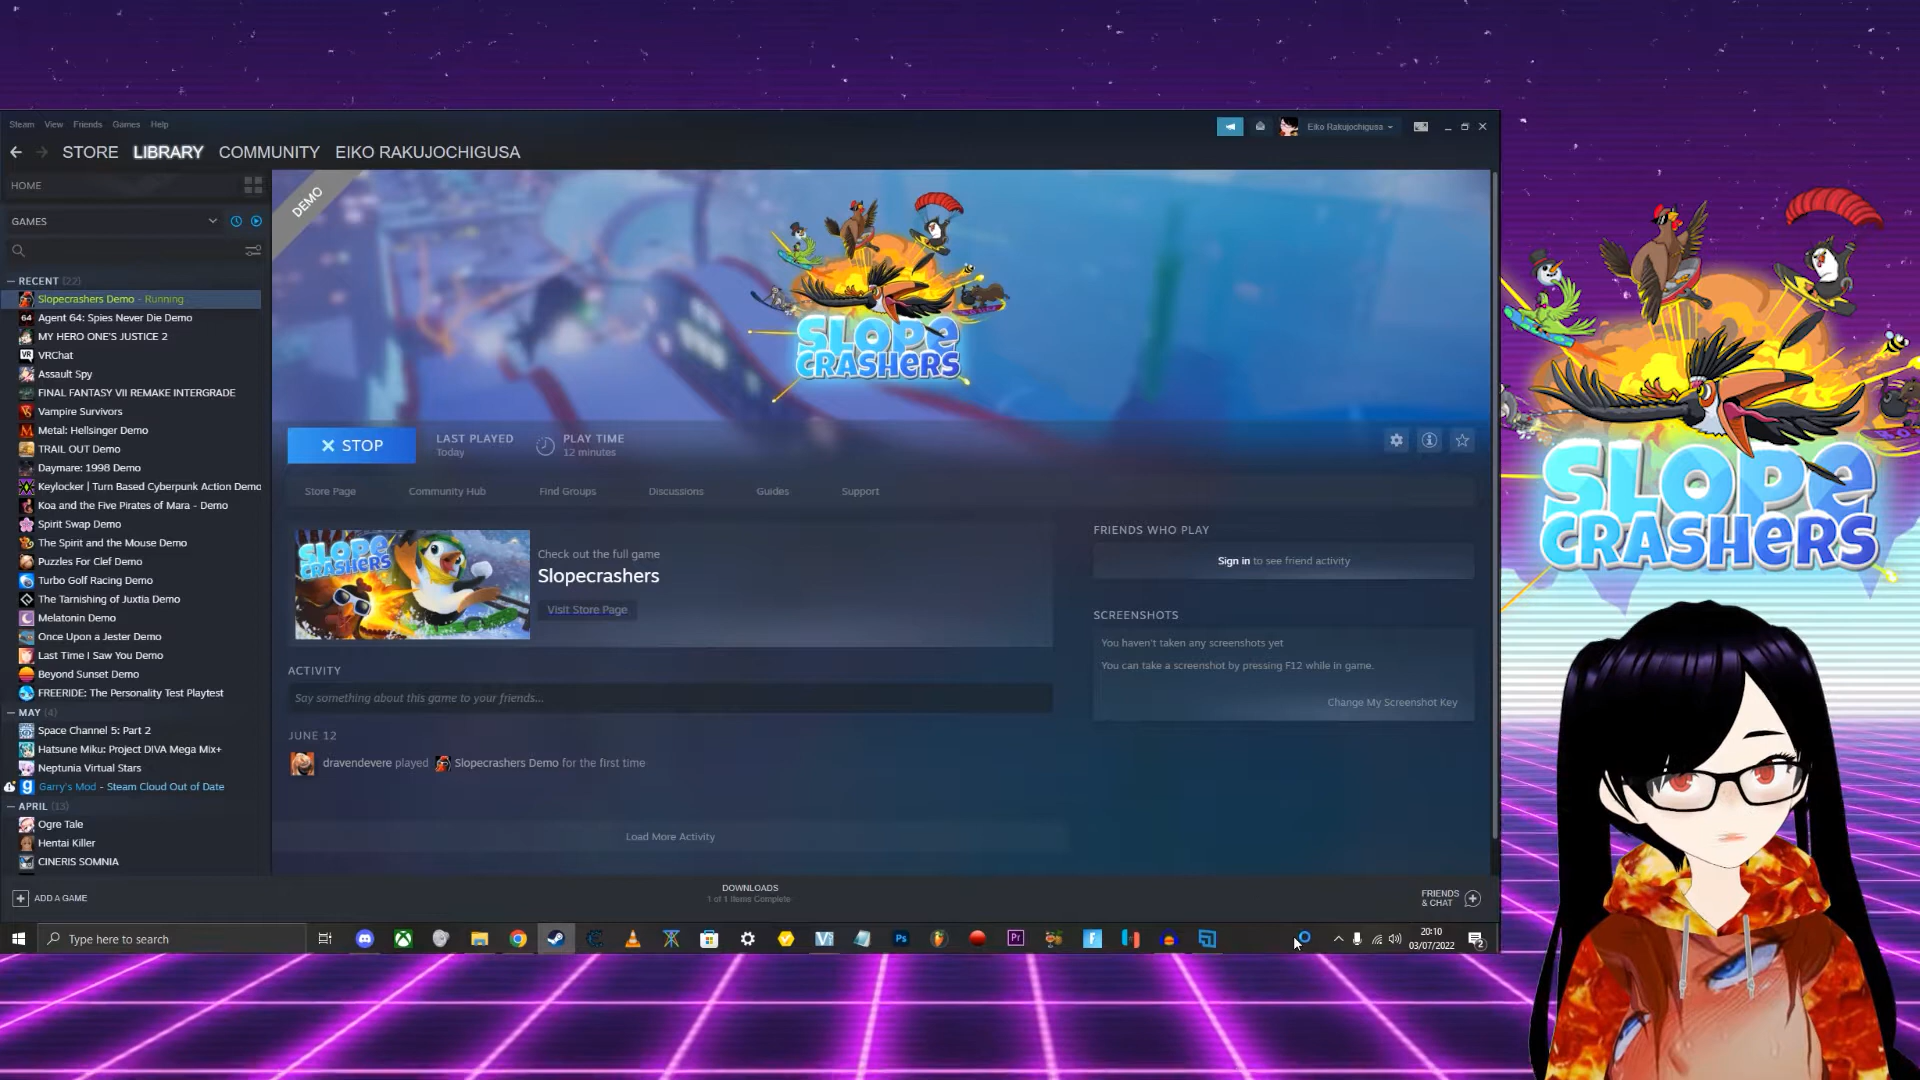 Steam View Friends Games Help
Eiko Rakujochigusa
STORE LIBRARY COMMUNITY EIKO RAKUJOCHIGUSA
HOME
GAMES
RECENT (22)
Slopecrashers Demo - Running
64 Agent 64: Spies Never Die Demo
MY HERO ONE'S JUSTICE 2
VR VRChat
Assault Spy
FINAL FANTASY VII REMAKE INTERGRADE
Vampire Survivors
Metal: Hellsinger Demo
TRAIL OUT Demo
Daymare: 1998 Demo
Keylocker | Turn Based Cyberpunk Action Demo
Koa and the Five Pirates of Mara - Demo
Spirit Swap Demo
The Spirit and the Mouse Demo
Puzzles For Clef Demo
Turbo Golf Racing Demo
The Tarnishing of Juxtia Demo
Melatonin Demo
Once Upon a Jester Demo
Last Time I Saw You Demo
Beyond Sunset Demo
FREERIDE: The Personality Test Playtest
MAY (4)
Space Channel 5: Part 2
Hatsune Miku: Project DIVA Mega Mix+
Neptunia Virtual Stars
Garry's Mod - Steam Cloud Out of Date
APRIL (13)
Ogre Tale
Hentai Killer
CINERIS SOMNIA
ADD A GAME
DEMO
SLOPE
CRASHERS
STOP
LAST PLAYED
Today
PLAY TIME
12 minutes
Store Page Community Hub Find Groups Discussions Guides Support
SLOPE
CRASHERS
Check out the full game
Slopecrashers
Visit Store Page
ACTIVITY
Say something about this game to your friends...
JUNE 12
dravendevere played Slopecrashers Demo for the first time
Load More Activity
FRIENDS WHO PLAY
Sign in to see friend activity
SCREENSHOTS
You haven't taken any screenshots yet
You can take a screenshot by pressing F12 while in game.
Change My Screenshot Key
DOWNLOADS
1 of 1 Items Complete
FRIENDS
& CHAT
Type here to search
Ps
Pr
20:10
03/07/2022
2
SLOPE
CRASHERS